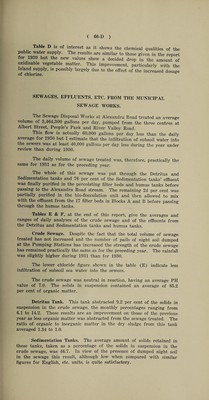 ( 66-D )
Table D is of interest as it shows the chemical qualities of the
public water supply. The results are similar to those given in the report
for 1930 but the new values show a decided drop in the amount of
oxidisable vegetable matter. This improvement, particularly with the
Island supply, is possibly largely due to the effect of the increased dosage
of chlorine.
SEWAGES, EFFLUENTS, ETC. FROM THE MUNICIPAL
SEWAGE WORKS.
The Sewage Disposal Works at Alexandra Road treated an average
volume of 3,464,000 gallons per day, pumped from the three sources at
Albert Street, People's Park and River Valley Road.
This flow is actually 80,000 gallons per day less than the daily
average for 1930 but I estimate that the infiltration of subsoil water into
the sewers was at least 40,000 gallons per day less during the year under
review than during 1930.
The daily volume of sewage treated was, therefore, practically the
same for 1931 as for the preceding year.
The whole of this sewage was put through the Detritus and
Sedimentation tanks and 76 per cent of the Sedimentation tanks' effluent
was finally purified in the percolating filter beds and humus tanks before
passing to the Alexandra Road stream. The remaining 24 per cent was
partially purified in the bio-flocculation unit and then allowed to mix
with the effluent from the 17 filter beds in Blocks A and B before passing
through the humus tanks.
Tables E & F, at the end of this report, give the averages and
ranges of daily analyses of the crude sewage and of the effluents from
the Detritus and Sedimentation tanks and humus tanks.
Crude Sewage. Despite the fact that the total volume of sewage
treated has not increased and the number of pails of night soil dumped
at the Pumping Stations has increased the strength of the crude sewage
has remained practically the same as for the preceding year. The rainfall
was slightly higher during 1931 than for 1930.
The lower chloride figure shown in the table (E) indicate less
infiltration of subsoil sea water into the sewers.
The crude sewage was neutral in reaction, having an average PH
value of 7.0. The solids in suspension contained an average of 85.2
per cent of organic matter.
Detritus Tank. This tank abstracted 9.2 per cent of the solids in
suspension in the crude sewage, the monthly percentages ranging from
6.1 to 14.2. These results are an improvement on those of the previous
year as less organic matter was abstracted from the sewage treated. The
ratio of organic to inorganic matter in the dry sludge from this tank
averaged 1.24 to 1.0.
Sedimentation Tanks. The average amount of solids retained in
these tanks, taken as a percentage of the solids in suspension in the
crude sewage, was 46.7. In view of the presence of dumped night soil
in the sewage this result, although low when compared with similar
figures for English, etc. units, is quite satisfactory.